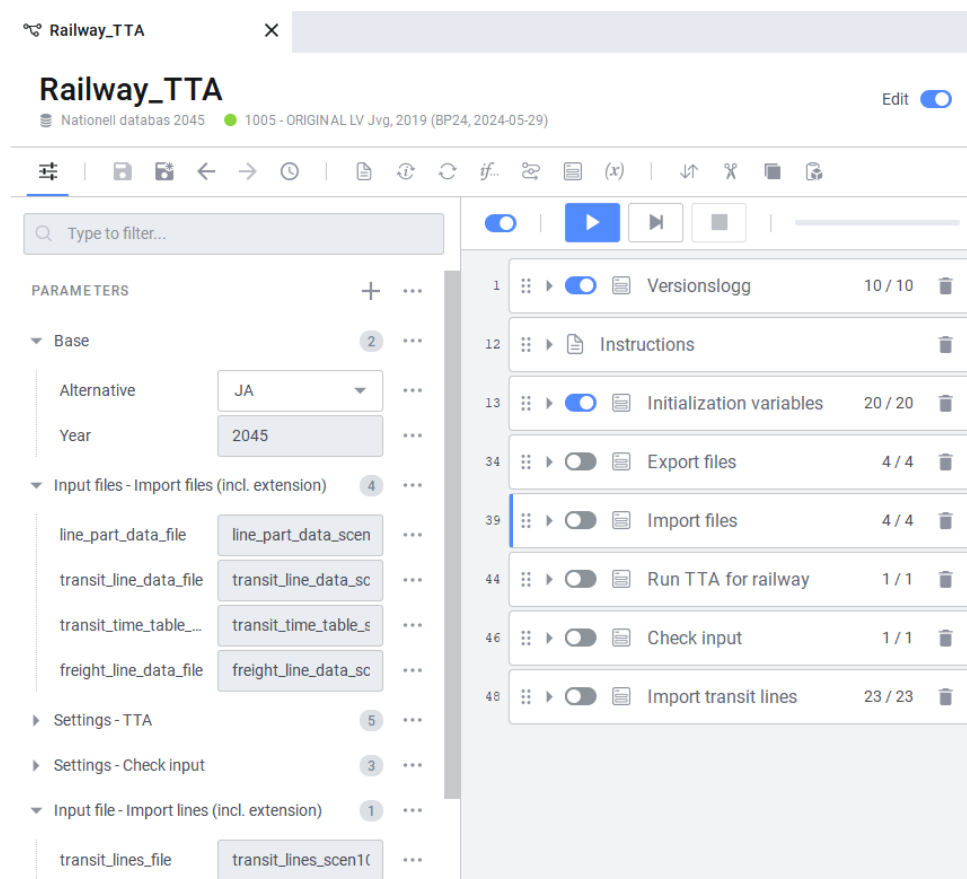 Railway_TTA
Railway_TTA
Edit
Nationell databas 2045
1005 - ORIGINAL LV Jvg, 2019 (BP24, 2024-05-29)
if...
(x)
Type to filter...
PARAMETERS
Base 2
Alternative JA
Year 2045
Input files - Import files (incl. extension) 4
line_part_data_file line_part_data_scen
transit_line_data_file transit_line_data_sc
transit_time_table_... transit_time_table_s
freight_line_data_file freight_line_data_sc
Settings - TTA 5
Settings - Check input 3
Input file - Import lines (incl. extension) 1
transit_lines_file transit_lines_scen10
1 Versionslogg 10 / 10
12 Instructions
13 Initialization variables 20 / 20
34 Export files 4 / 4
39 Import files 4 / 4
44 Run TTA for railway 1 / 1
46 Check input 1 / 1
48 Import transit lines 23 / 23